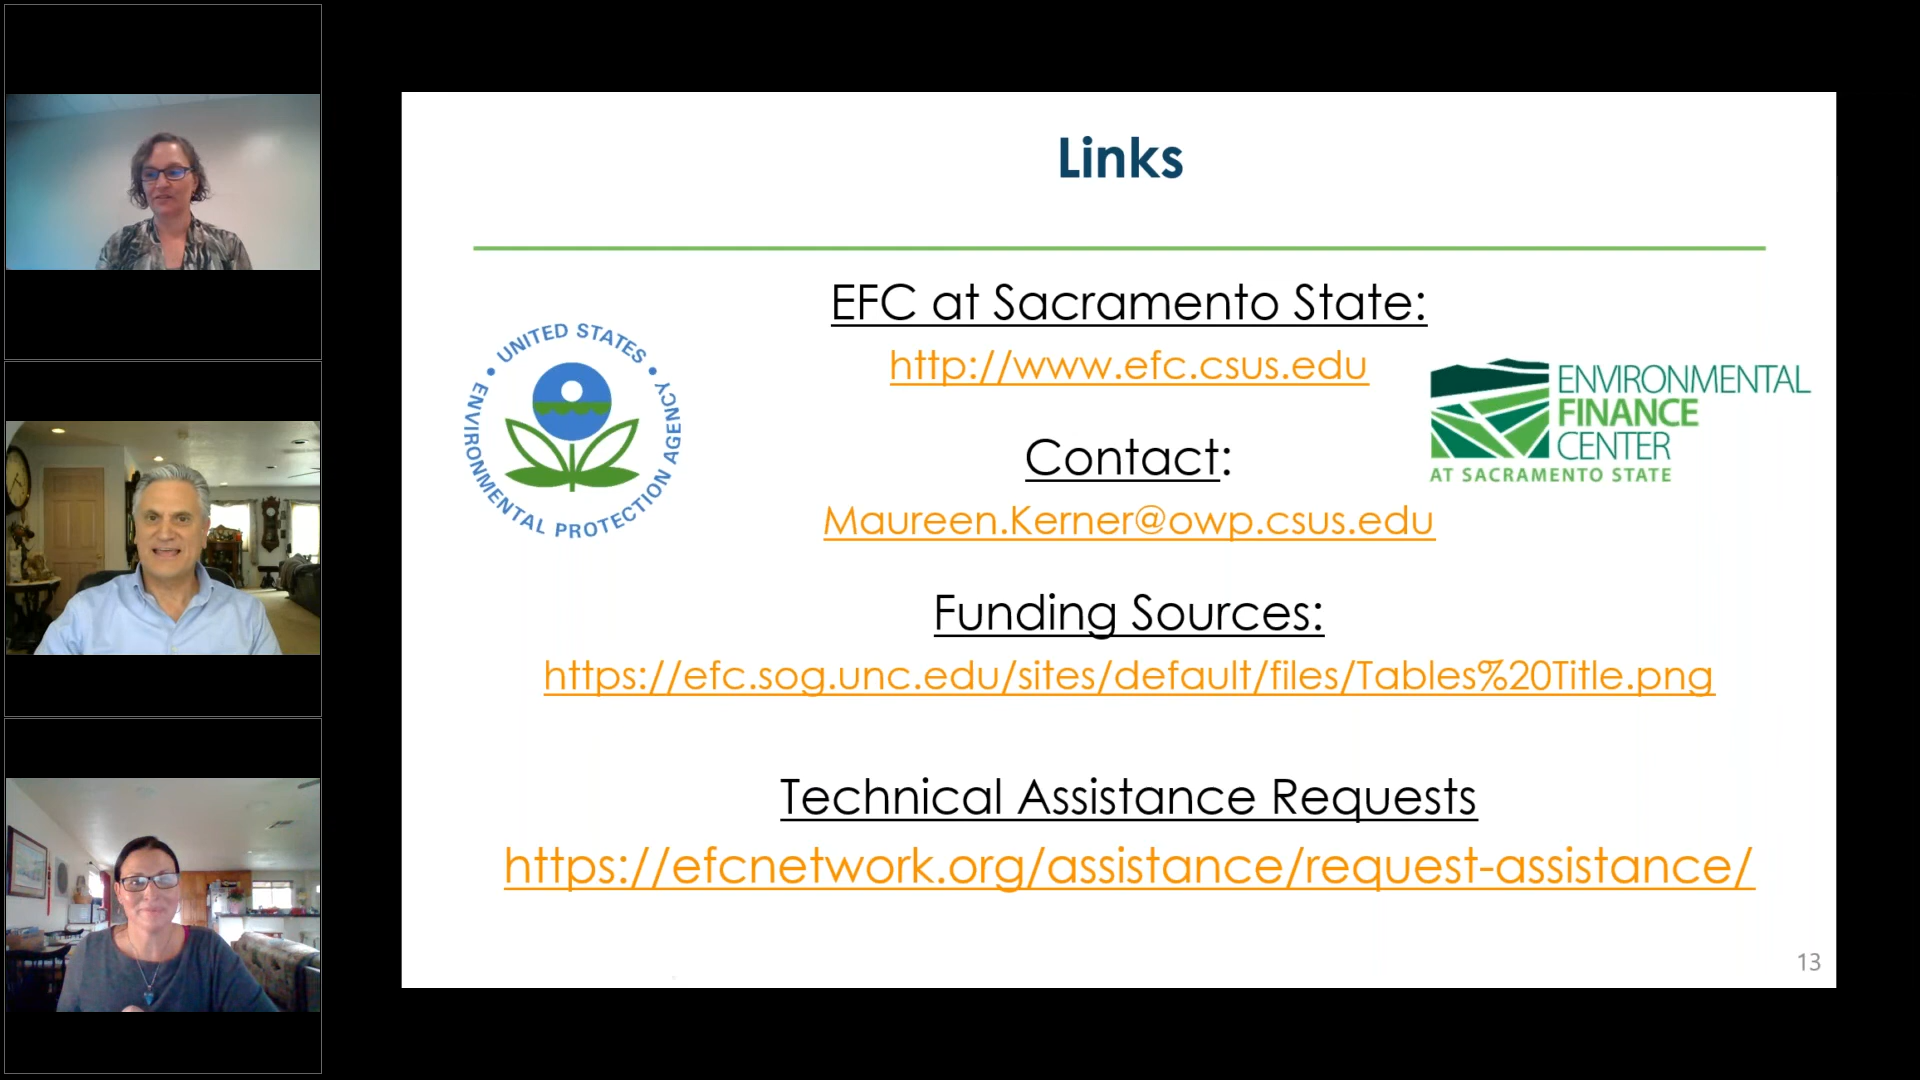 Links
UNITED STATES
ENVIRONMENTAL PROTECTION AGENCY
EFC at Sacramento State:
http://www.efc.csus.edu
ENVIRONMENTAL
FINANCE
CENTER
AT SACRAMENTO STATE
Contact:
Maureen.Kerner@owp.csus.edu
Funding Sources:
https://efc.sog.unc.edu/sites/default/files/Tables%20Title.png
Technical Assistance Requests
https://efcnetwork.org/assistance/request-assistance/
13